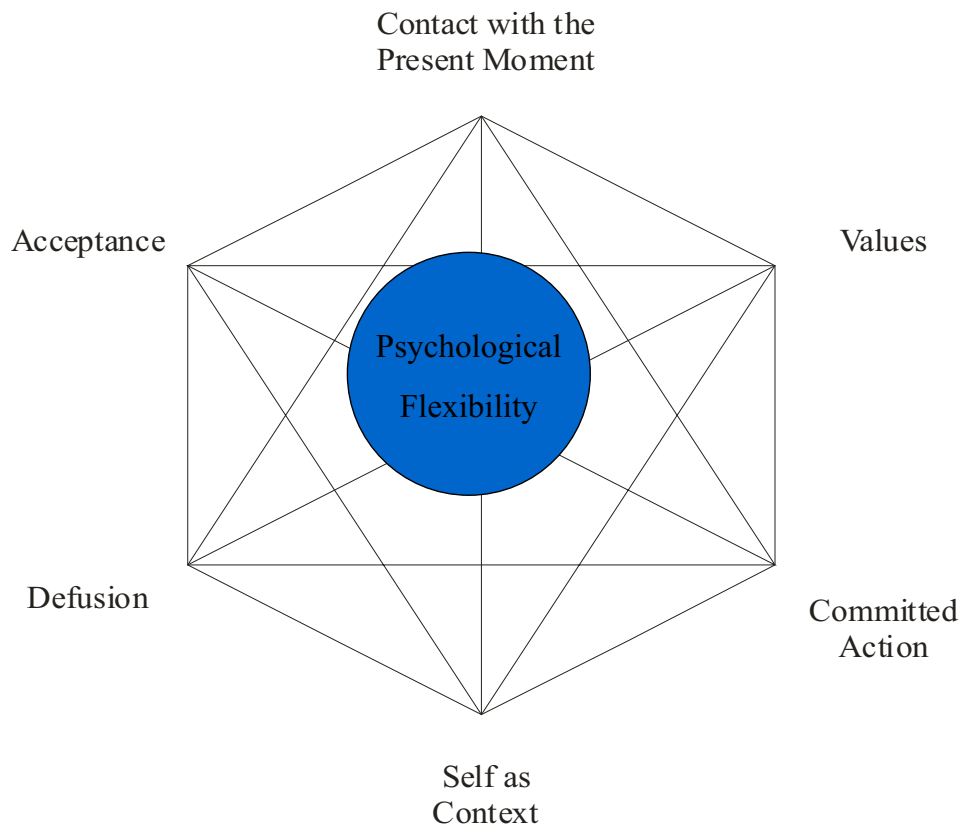 Contact with the
Present Moment
Acceptance
Values
Psychological
Flexibility
Defusion
Committed
Action
Self as
Context